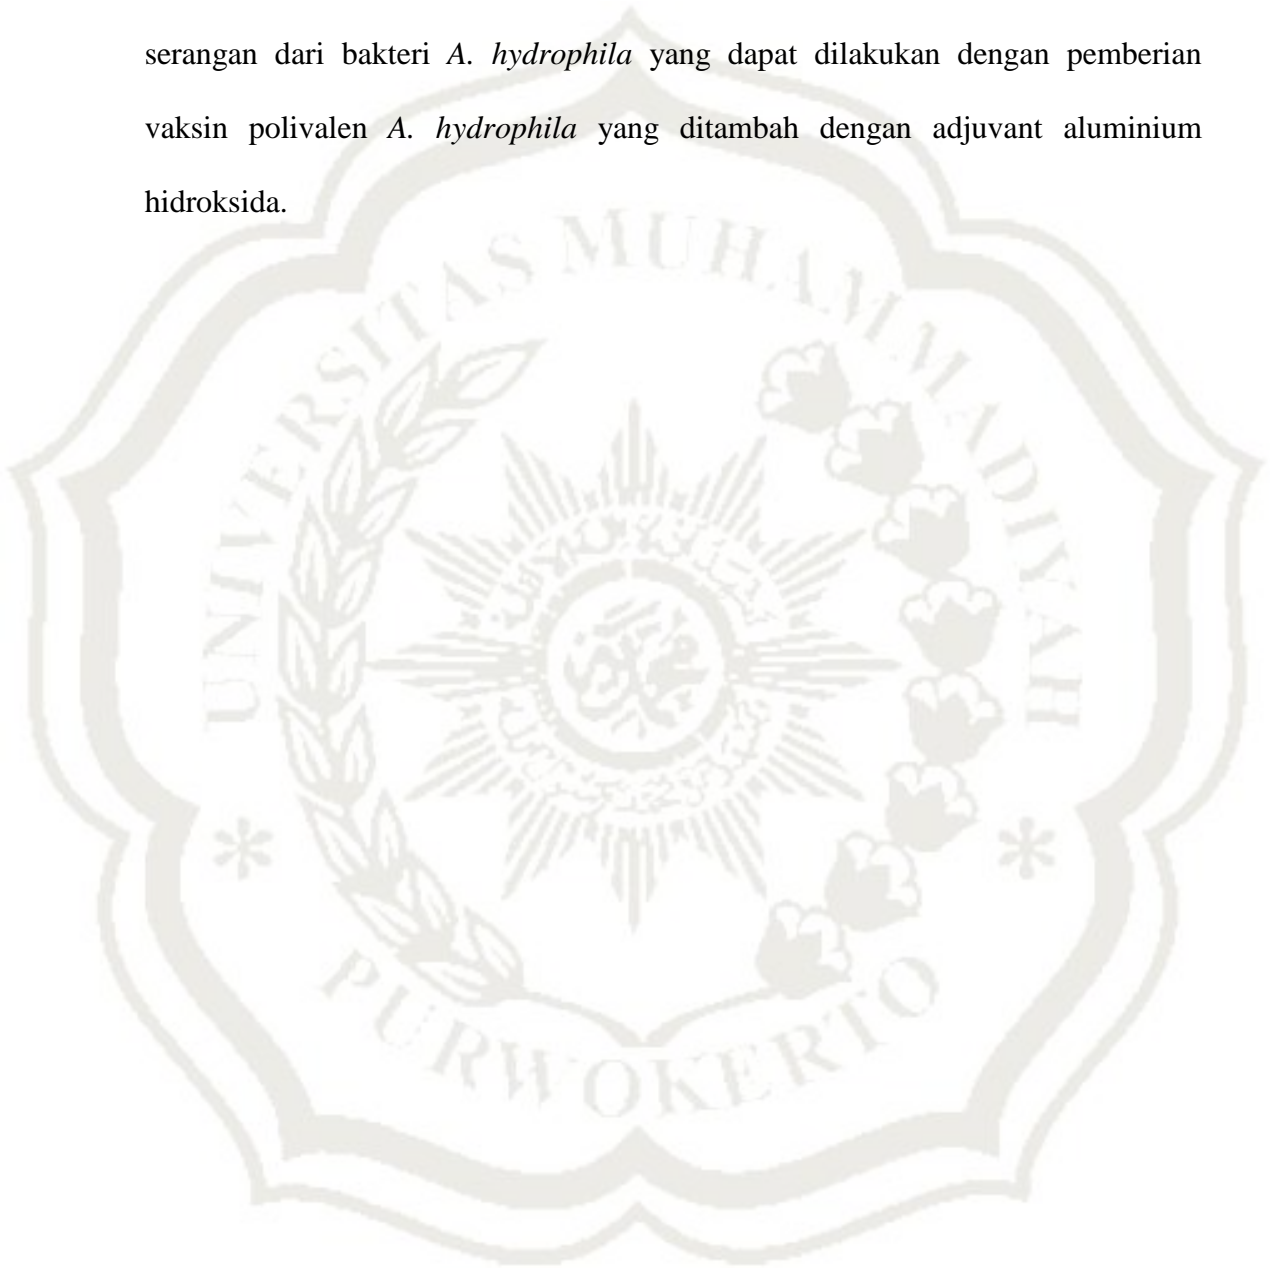 serangan dari bakteri A. hydrophila yang dapat dilakukan dengan pemberian
vaksin polivalen A. hydrophila yang ditambah dengan adjuvant aluminium
hidroksida.
UNIVERSITAS MUHAMMADIYAH
PURWOKERTO